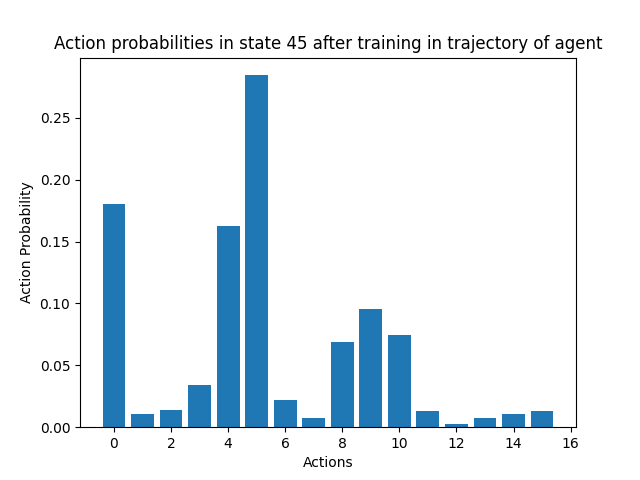 Action probabilities in state 45 after training in trajectory of agent
Action Probability
0.25
0.20
0.15
0.10
0.05
0.00
0 2 4 6 8 10 12 14 16
Actions